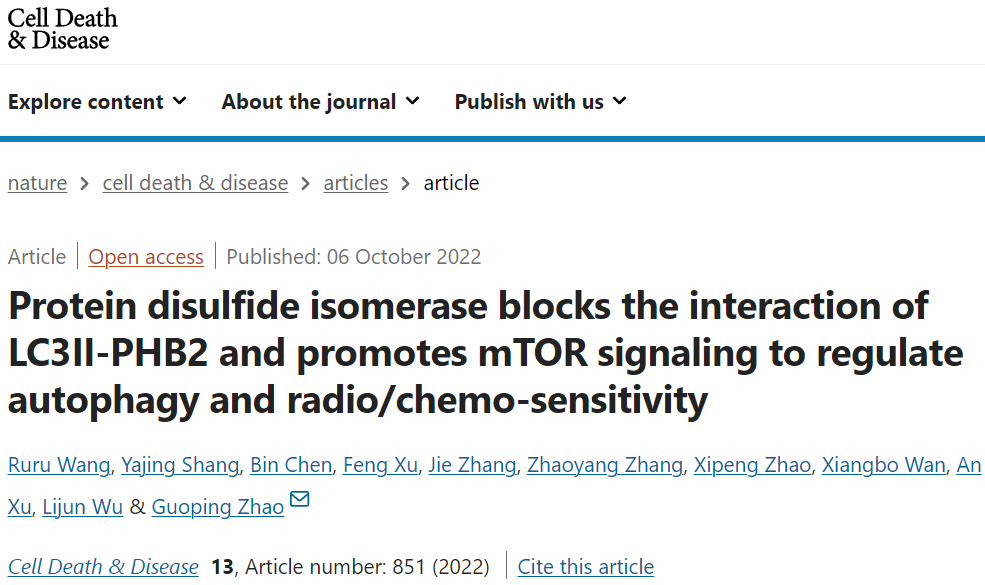 Cell Death
& Disease
Explore content About the journal Publish with us
nature > cell death & disease > articles > article
Article | Open access | Published: 06 October 2022
Protein disulfide isomerase blocks the interaction of
LC3II-PHB2 and promotes mTOR signaling to regulate
autophagy and radio/chemo-sensitivity
Ruru Wang, Yajing Shang, Bin Chen, Feng Xu, Jie Zhang, Zhaoyang Zhang, Xipeng Zhao, Xiangbo Wan, An
Xu, Lijun Wu & Guoping Zhao
Cell Death & Disease 13, Article number: 851 (2022) | Cite this article